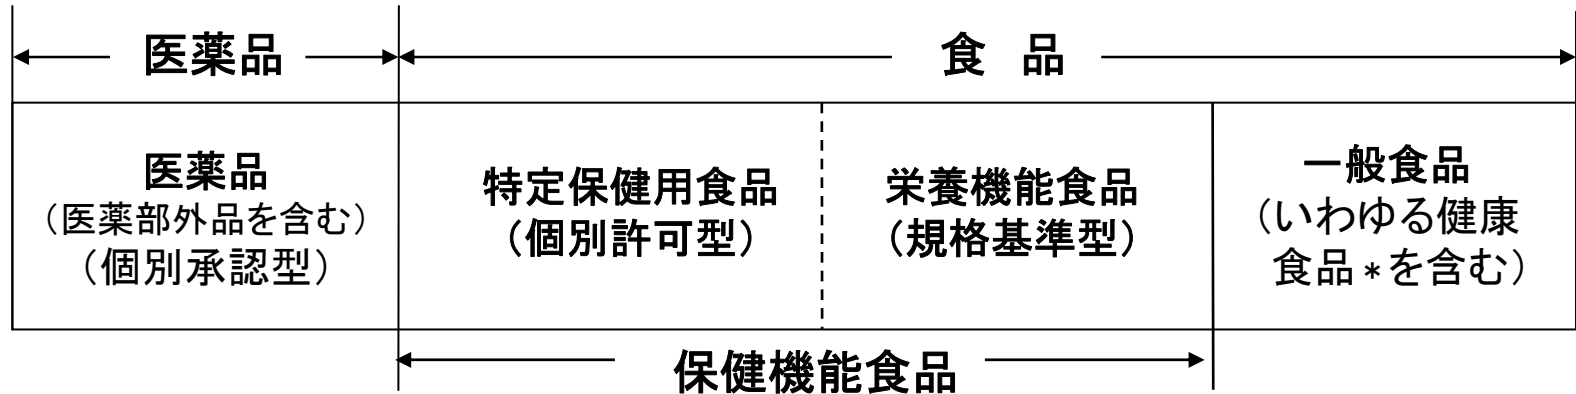 医薬品
食 品
医薬品
（医薬部外品を含む）
（個別承認型）
特定保健用食品
（個別許可型）
栄養機能食品
（規格基準型）
一般食品
（いわゆる健康
食品＊を含む）
保健機能食品